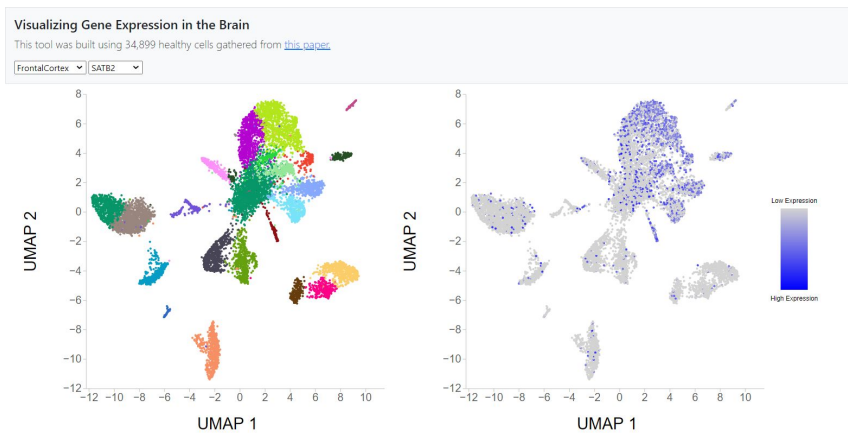 Visualizing Gene Expression in the Brain
This tool was built using 34,899 healthy cells gathered from this paper.
FrontalCortex SATB2
8
6
4
2
0
−2
−4
−6
−8
−10
−12
UMAP 2
−12 −10 −8 −6 −4 −2 0 2 4 6 8 10
UMAP 1
8
6
4
2
0
−2
−4
−6
−8
−10
−12
UMAP 2
−12 −10 −8 −6 −4 −2 0 2 4 6 8 10
UMAP 1
Low Expression
High Expression